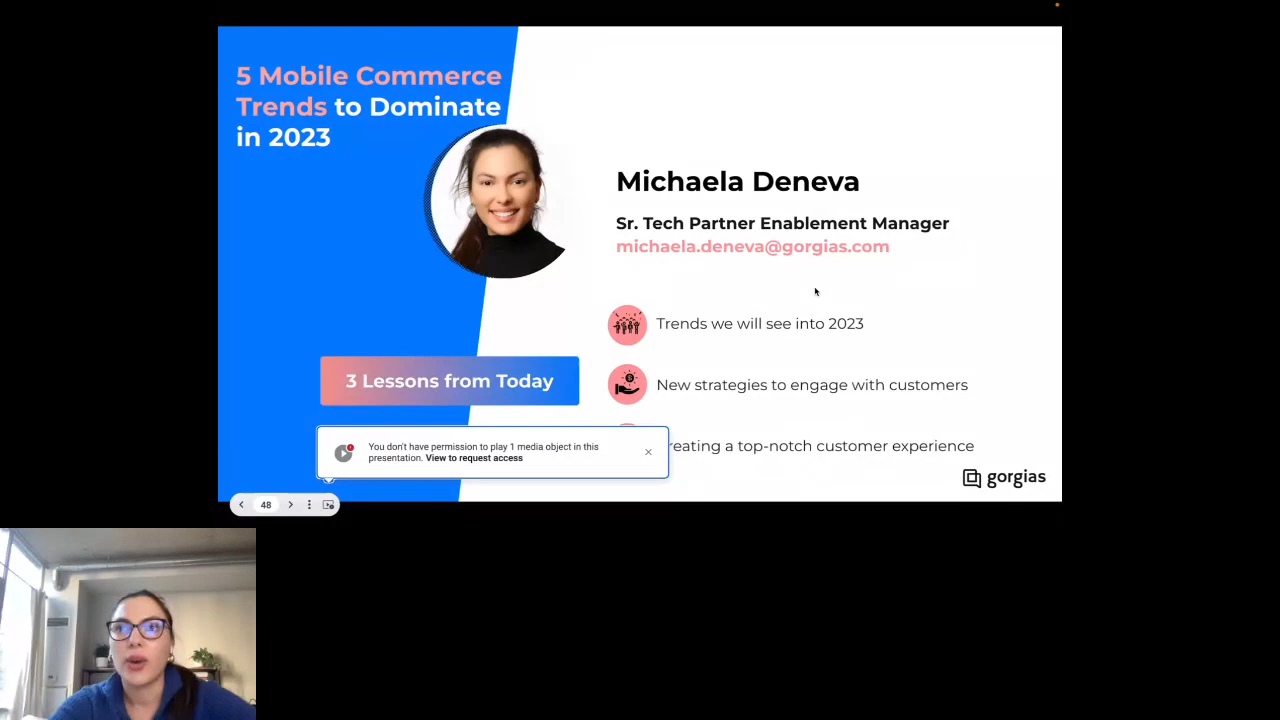 5 Mobile Commerce
Trends to Dominate
in 2023
Michaela Deneva
Sr. Tech Partner Enablement Manager
michaela.deneva@gorgias.com
Trends we will see into 2023
3 Lessons from Today
New strategies to engage with customers
reating a top-notch customer experience
You don't have permission to play 1 media object in this
presentation. View to request access
gorgias
48